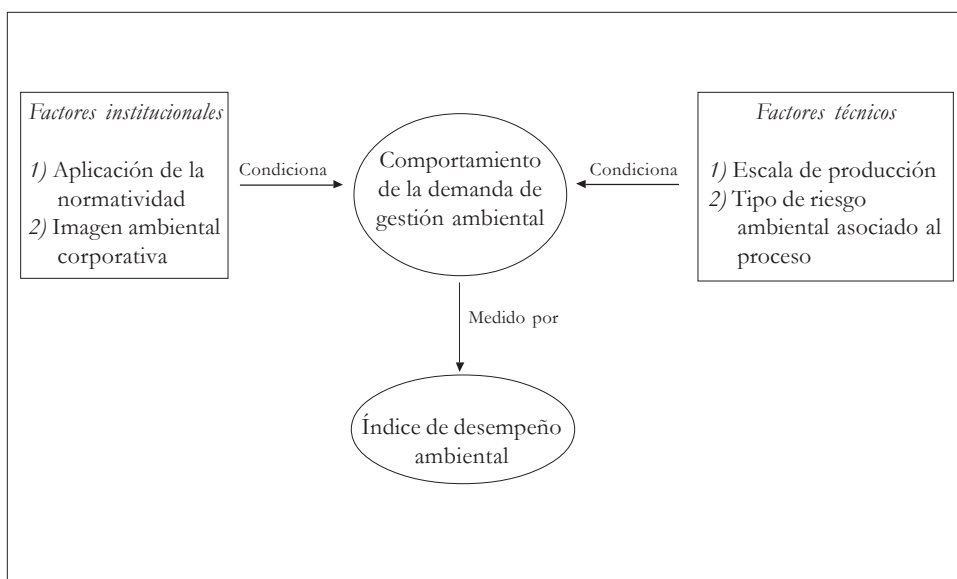 Factores institucionales
1) Aplicación de la
normatividad
2) Imagen ambiental
corporativa
Condiciona
Comportamiento
de la demanda de
gestión ambiental
Condiciona
Factores técnicos
1) Escala de producción
2) Tipo de riesgo
ambiental asociado al
proceso
Medido por
Índice de desempeño
ambiental